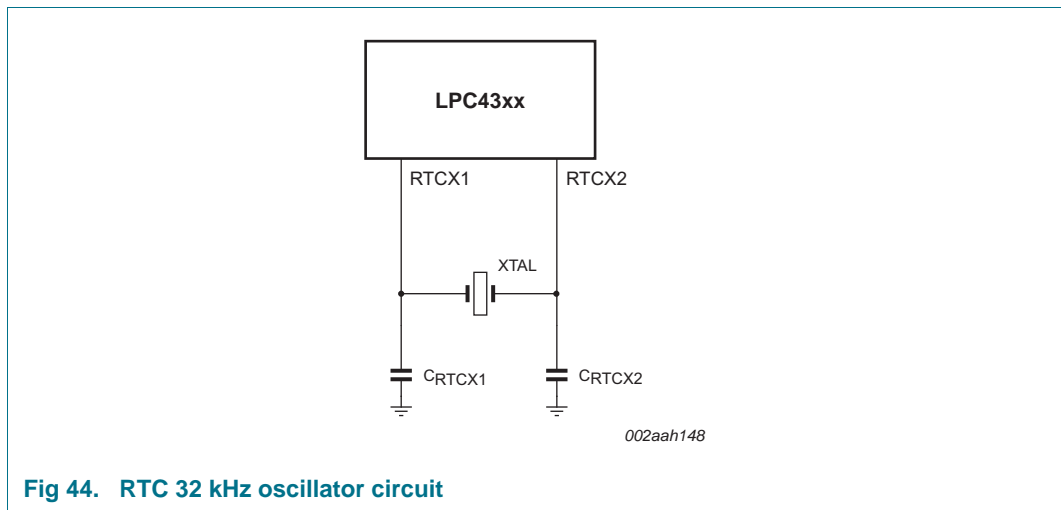 LPC43xx
RTCX1 RTCX2
XTAL
CRTCX1 CRTCX2
002aah148
Fig 44. RTC 32 kHz oscillator circuit